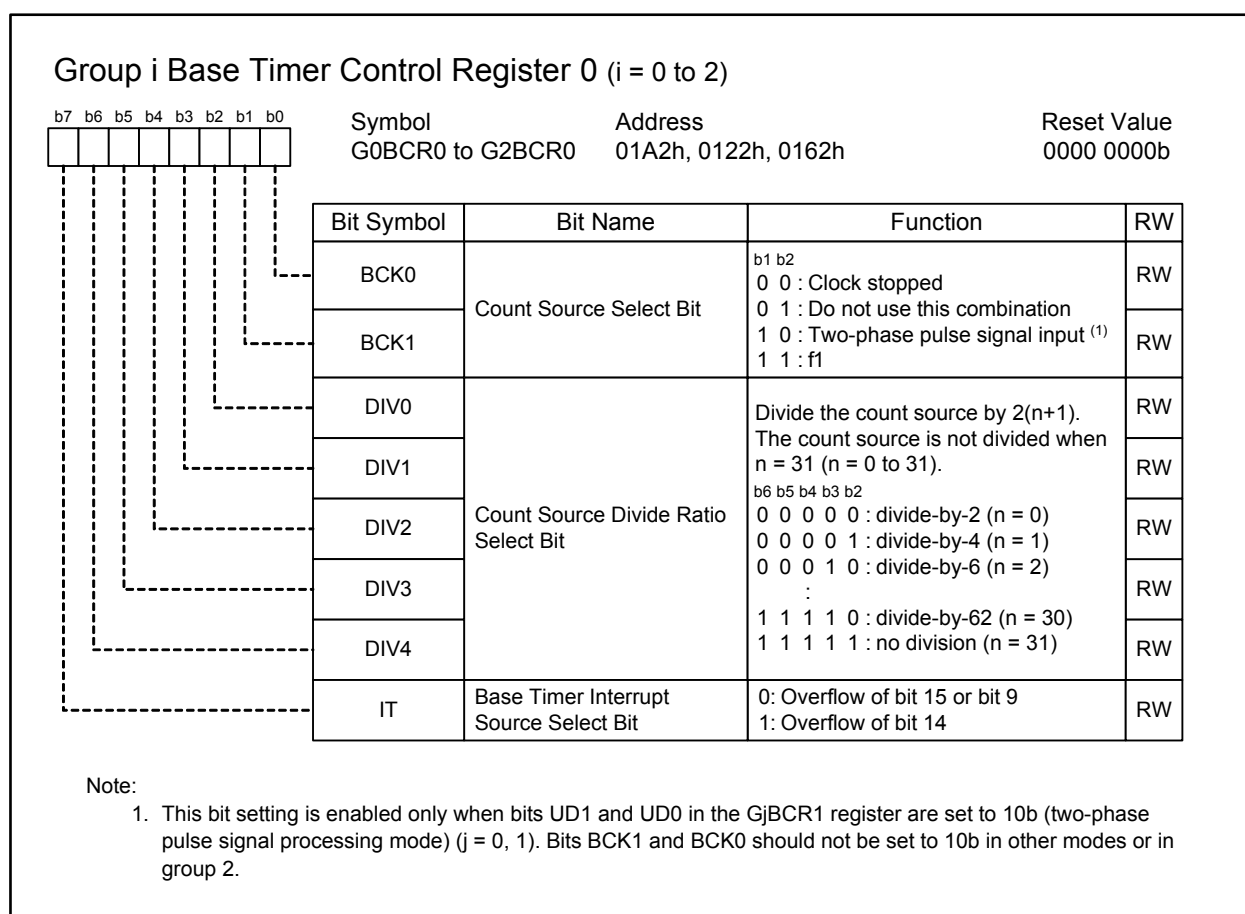 Group i Base Timer Control Register 0 (i = 0 to 2)
b7 b6 b5 b4 b3 b2 b1 b0
Symbol Address Reset Value
G0BCR0 to G2BCR0 01A2h, 0122h, 0162h 0000 0000b
Bit Symbol Bit Name Function RW
BCK0
BCK1
Count Source Select Bit
b1 b2
0 0 : Clock stopped
0 1 : Do not use this combination
1 0 : Two-phase pulse signal input (1)
1 1 : f1
RW
RW
DIV0
DIV1
DIV2
DIV3
DIV4
Count Source Divide Ratio
Select Bit
Divide the count source by 2(n+1).
The count source is not divided when
n = 31 (n = 0 to 31).
b6 b5 b4 b3 b2
0 0 0 0 0 : divide-by-2 (n = 0)
0 0 0 0 1 : divide-by-4 (n = 1)
0 0 0 1 0 : divide-by-6 (n = 2)
:
1 1 1 1 0 : divide-by-62 (n = 30)
1 1 1 1 1 : no division (n = 31)
RW
RW
RW
RW
RW
IT
Base Timer Interrupt
Source Select Bit
0: Overflow of bit 15 or bit 9
1: Overflow of bit 14
RW
Note:
1. This bit setting is enabled only when bits UD1 and UD0 in the GjBCR1 register are set to 10b (two-phase
pulse signal processing mode) (j = 0, 1). Bits BCK1 and BCK0 should not be set to 10b in other modes or in
group 2.